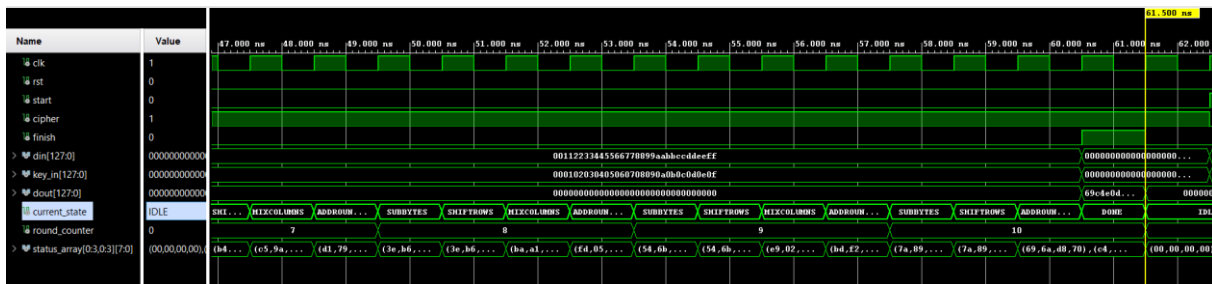 61.500 ns
Name Value 47.000 ns 48.000 ns 49.000 ns 50.000 ns 51.000 ns 52.000 ns 53.000 ns 54.000 ns 55.000 ns 56.000 ns 57.000 ns 58.000 ns 59.000 ns 60.000 ns 61.000 ns 62.000
clk 1
rst 0
start 0
cipher 1
finish 0
din[127:0] 00000000000 00112233445566778899aabbccddeeff 000000000000000000...
key_in[127:0] 00000000000 000102030405060708090a0b0c0d0e0f 000000000000000000...
dout[127:0] 00000000000 00000000000000000000000000000000 69c4e0d... 000000
current_state IDLE SHI... MIXCOLUMNS ADDROUN... SUBBYTES SHIFTROWS MIXCOLUMNS ADDROUN... SUBBYTES SHIFTROWS MIXCOLUMNS ADDROUN... SUBBYTES SHIFTROWS ADDROUN... DONE IDL
round_counter 0 7 8 9 10
status_array[0:3,0:3][7:0] (00,00,00,00),( (b4... (c5,9a,... (d1,79,... (3e,b6,... (3e,b6,... (ba,a1,... (fd,05,... (54,6b,... (54,6b,... (e9,02,... (bd,f2,... (7a,89,... (7a,89,... (69,6a,d8,70),(c4,... (00,00,00,00)